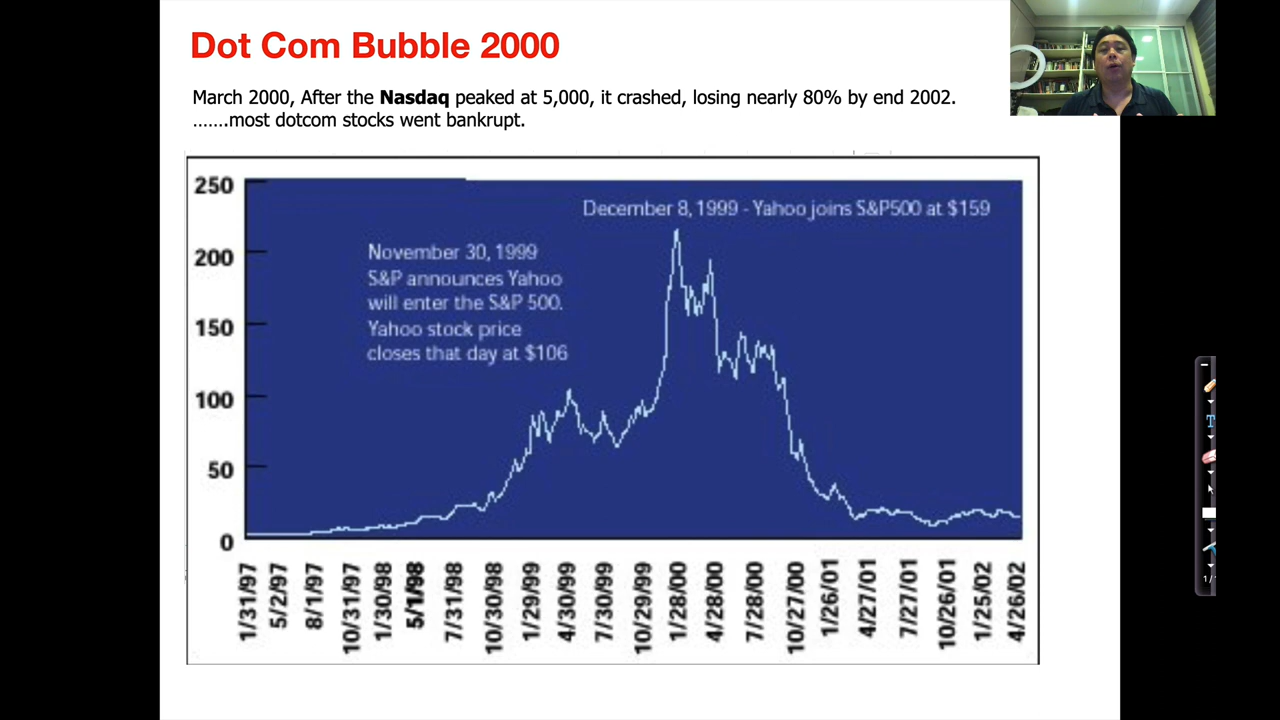 Dot Com Bubble 2000
March 2000, After the Nasdaq peaked at 5,000, it crashed, losing nearly 80% by end 2002.
.......most dotcom stocks went bankrupt.
250
200
150
100
50
0
December 8, 1999 - Yahoo joins S&P500 at $159
November 30, 1999
S&P announces Yahoo
will enter the S&P 500.
Yahoo stock price
closes that day at $106
1/31/97
5/2/97
8/1/97
10/31/97
1/30/98
5/1/98
7/31/98
10/30/98
1/29/99
4/30/99
7/30/99
10/29/99
1/28/00
4/28/00
7/28/00
10/27/00
1/26/01
4/27/01
7/27/01
10/26/01
1/25/02
4/26/02
T